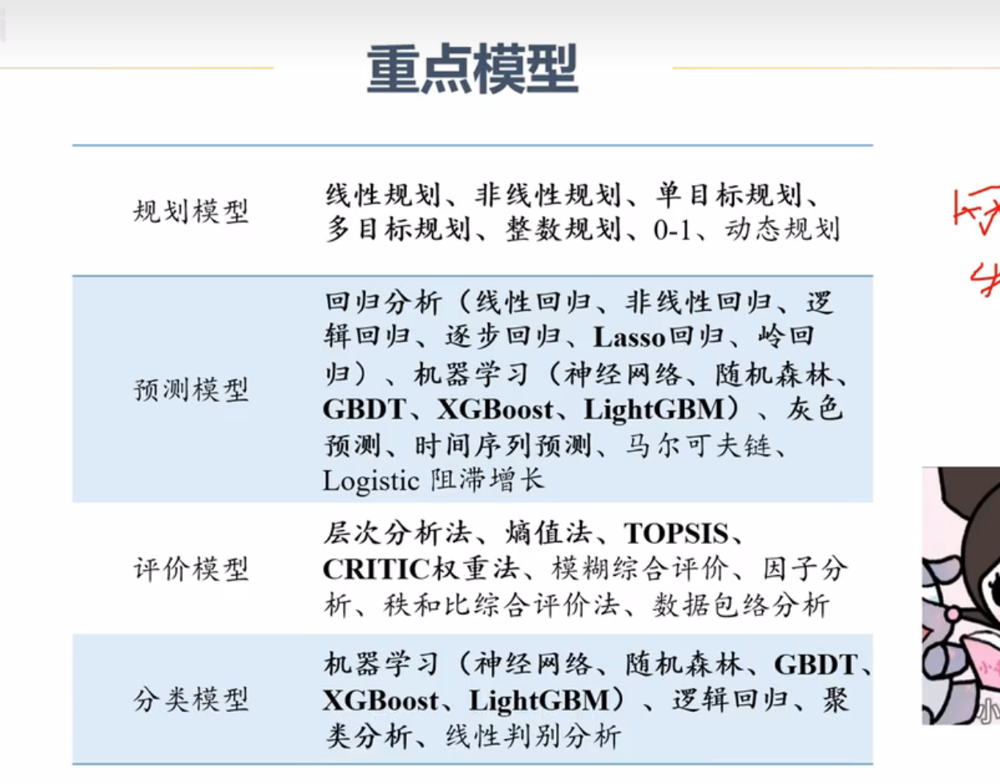 重点模型
规划模型
线性规划、非线性规划、单目标规划、
多目标规划、整数规划、0-1、动态规划
预测模型
回归分析（线性回归、非线性回归、逻
辑回归、逐步回归、Lasso回归、岭回
归）、机器学习（神经网络、随机森林、
GBDT、XGBoost、LightGBM）、灰色
预测、时间序列预测、马尔可夫链、
Logistic 阻滞增长
评价模型
层次分析法、熵值法、TOPSIS、
CRITIC权重法、模糊综合评价、因子分
析、秩和比综合评价法、数据包络分析
分类模型
机器学习（神经网络、随机森林、GBDT、
XGBoost、LightGBM）、逻辑回归、聚
类分析、线性判别分析
小